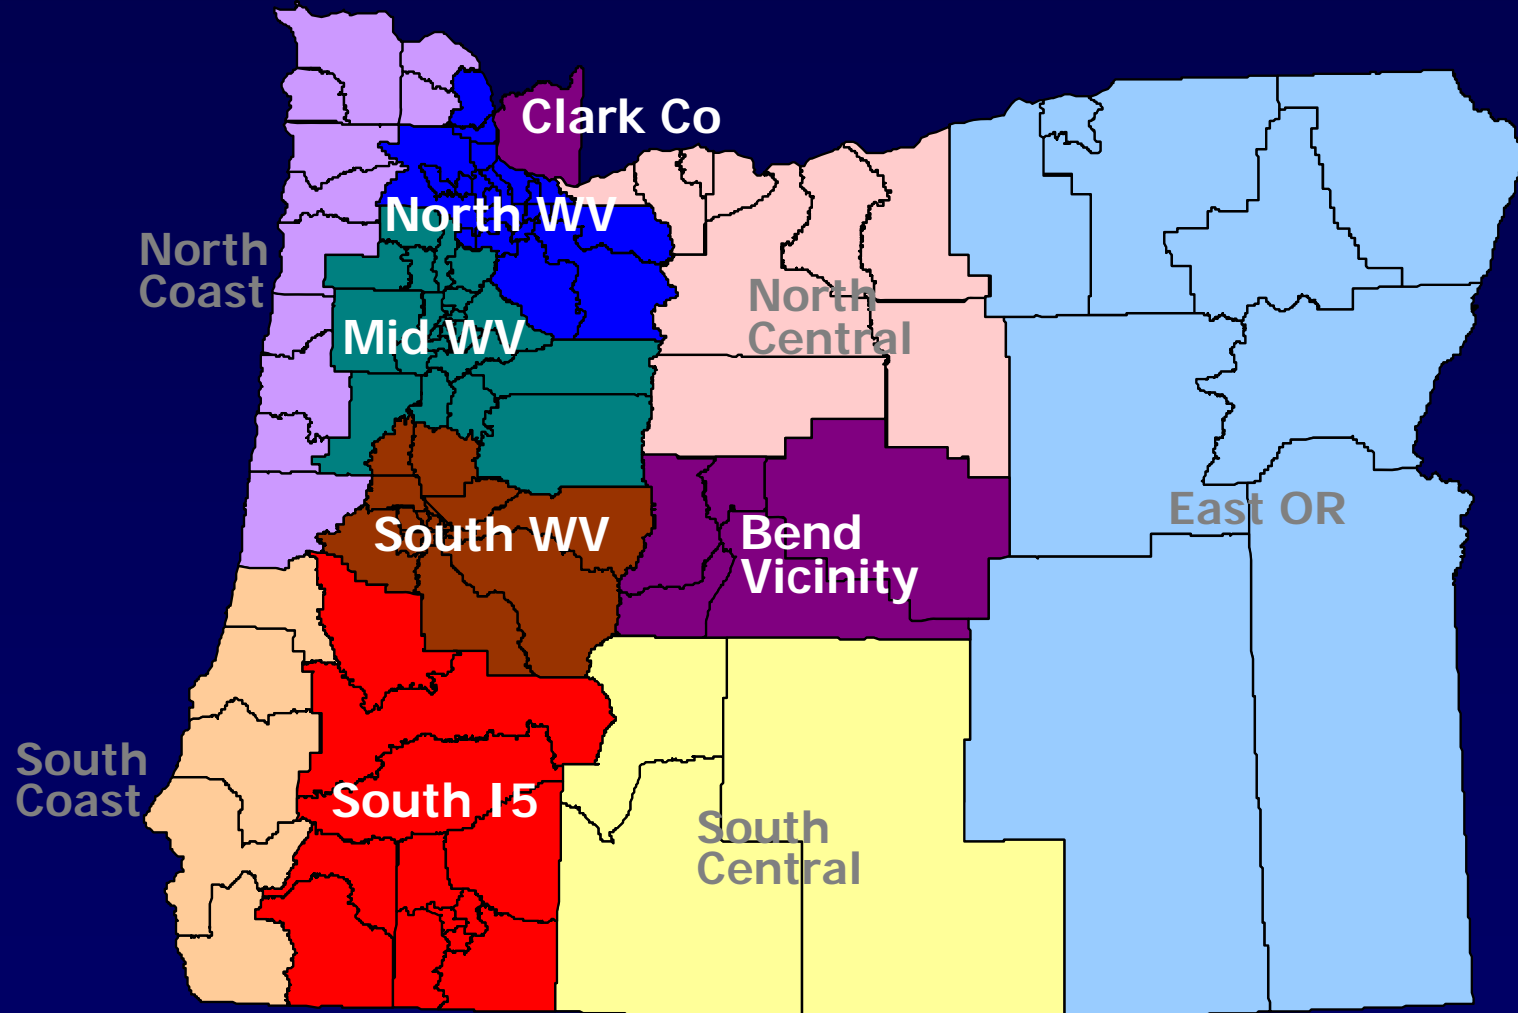 Clark Co
North WV
North
Coast
North
Central
Mid WV
East OR
South WV
Bend
Vicinity
South
Coast
South I5
South
Central